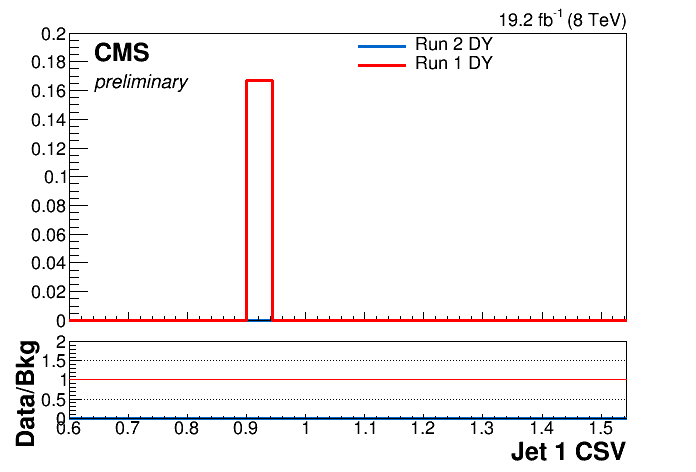 19.2 fb-1 (8 TeV)
0.2
CMS
Run 2 DY
Run 1 DY
0.18
preliminary
0.16
0.14
0.12
0.1
0.08
0.06
0.04
0.02
0
2
1.5
1
0.5
0
Data/Bkg
0.6 0.7 0.8 0.9 1 1.1 1.2 1.3 1.4 1.5
Jet 1 CSV